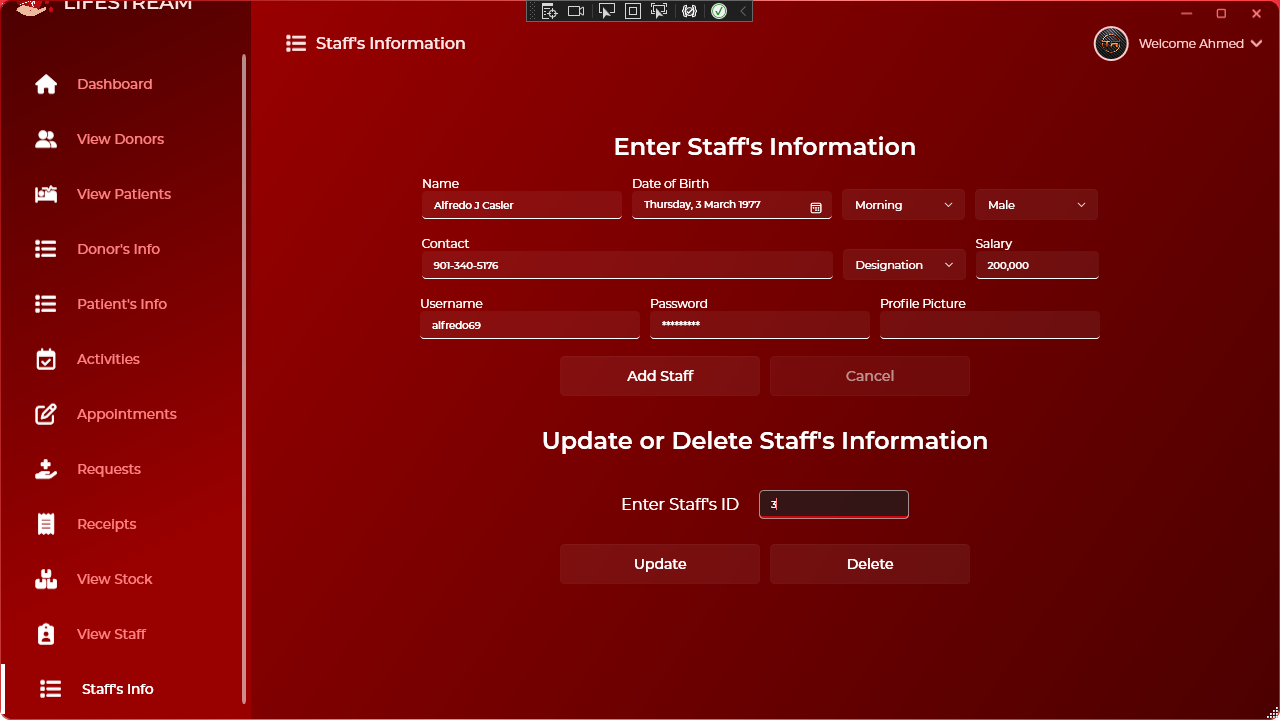 LIFESTREAM
Staff's Information
Welcome Ahmed
Dashboard
View Donors
View Patients
Donor's Info
Patient's Info
Activities
Appointments
Requests
Receipts
View Stock
View Staff
Staff's Info
Enter Staff's Information
Name
Date of Birth
Alfredo J Casler
Thursday, 3 March 1977
Morning
Male
Contact
Salary
901-340-5176
Designation
200,000
Username
Password
Profile Picture
alfredo69
*********
Add Staff
Cancel
Update or Delete Staff's Information
Enter Staff's ID
3
Update
Delete